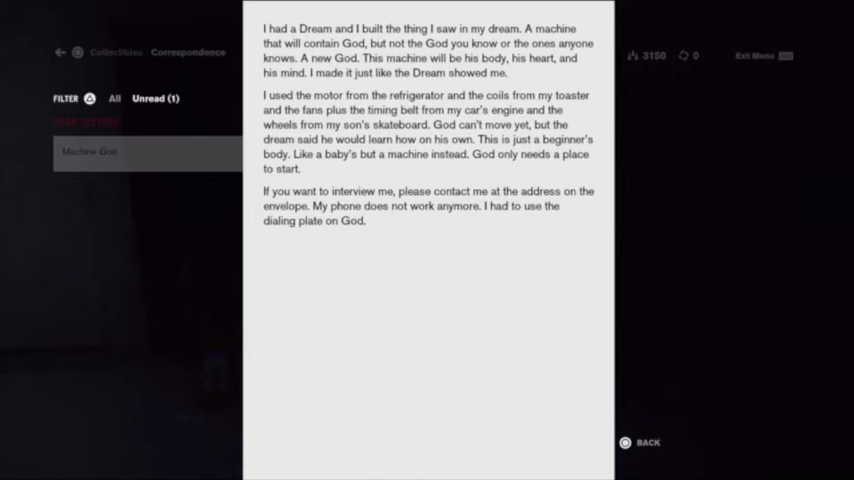 I had a Dream and I built the thing I saw in my dream. A machine
that will contain God, but not the God you know or the ones anyone
knows. A new God. This machine will be his body, his heart, and
his mind. I made it just like the Dream showed me.
I used the motor from the refrigerator and the coils from my toaster
and the fans plus the timing belt from my car's engine and the
wheels from my son's skateboard. God can't move yet, but the
dream said he would learn how on his own. This is just a beginner's
body. Like a baby's but a machine instead. God only needs a place
to start.
If you want to interview me, please contact me at the address on the
envelope. My phone does not work anymore. I had to use the
dialing plate on God.
Collectibles Correspondence
FILTER All Unread (1)
DEAD LETTERS
Machine God
3150 0 Exit Menu
BACK